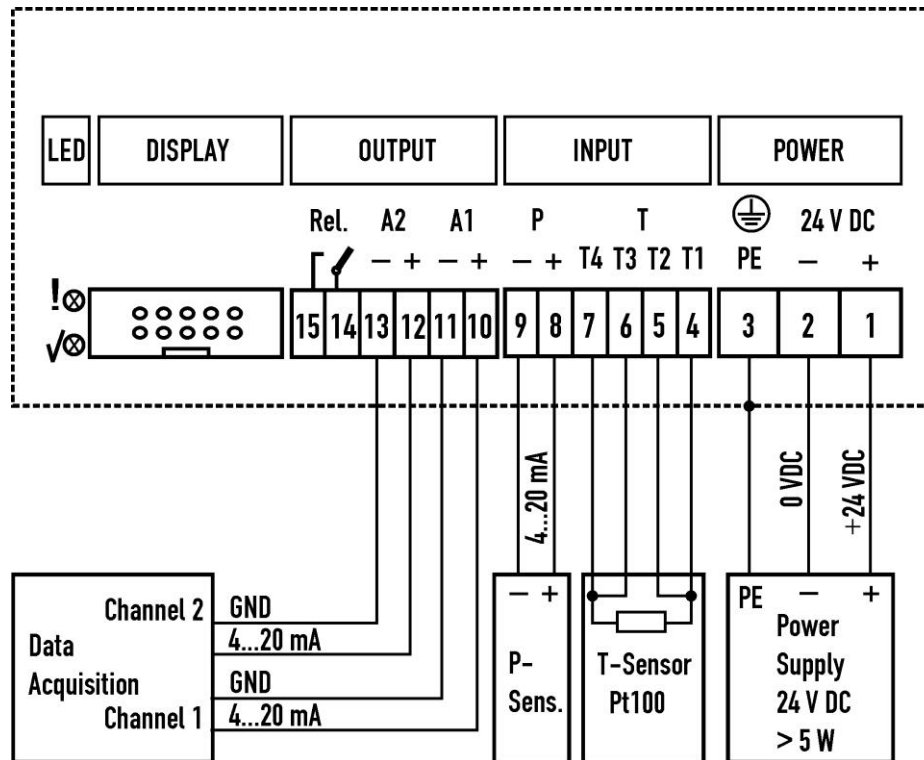 LED DISPLAY OUTPUT INPUT POWER
Rel. A2 A1 P T 24 V DC
− + − + − + T4 T3 T2 T1 PE − +
!
√
15 14 13 12 11 10 9 8 7 6 5 4 3 2 1
4...20 mA
0 VDC
+24 VDC
Data
Acquisition
Channel 2
Channel 1
GND
4...20 mA
GND
4...20 mA
− +
P-
Sens.
T-Sensor
Pt100
PE − +
Power
Supply
24 V DC
> 5 W